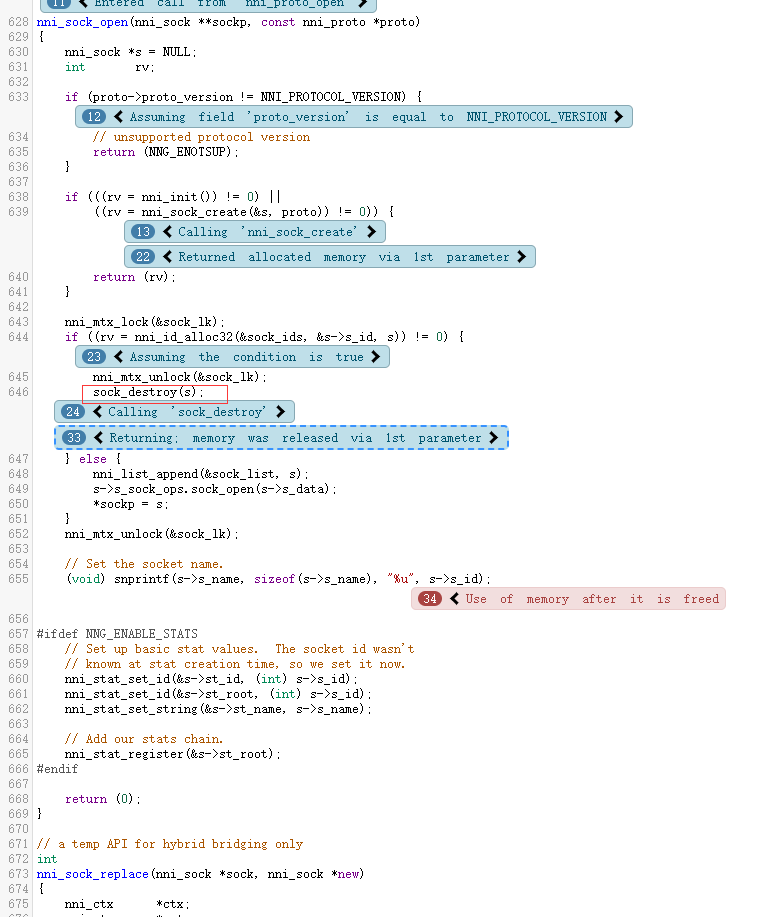 11 Entered call from 'nni_proto_open'
628 nni_sock_open(nni_sock **sockp, const nni_proto *proto)
629 {
630     nni_sock *s = NULL;
631     int       rv;
632
633     if (proto->proto_version != NNI_PROTOCOL_VERSION) {
12 Assuming field 'proto_version' is equal to NNI_PROTOCOL_VERSION
634         // unsupported protocol version
635         return (NNG_ENOTSUP);
636     }
637
638     if (((rv = nni_init()) != 0) ||
639         ((rv = nni_sock_create(&s, proto)) != 0)) {
13 Calling 'nni_sock_create'
22 Returned allocated memory via 1st parameter
640         return (rv);
641     }
642
643     nni_mtx_lock(&sock_lk);
644     if ((rv = nni_id_alloc32(&sock_ids, &s->s_id, s)) != 0) {
23 Assuming the condition is true
645         nni_mtx_unlock(&sock_lk);
646         sock_destroy(s);
24 Calling 'sock_destroy'
33 Returning; memory was released via 1st parameter
647     } else {
648         nni_list_append(&sock_list, s);
649         s->s_sock_ops.sock_open(s->s_data);
650         *sockp = s;
651     }
652     nni_mtx_unlock(&sock_lk);
653
654     // Set the socket name.
655     (void) snprintf(s->s_name, sizeof(s->s_name), "%u", s->s_id);
34 Use of memory after it is freed
656
657 #ifdef NNG_ENABLE_STATS
658     // Set up basic stat values.  The socket id wasn't
659     // known at stat creation time, so we set it now.
660     nni_stat_set_id(&s->st_id, (int) s->s_id);
661     nni_stat_set_id(&s->st_root, (int) s->s_id);
662     nni_stat_set_string(&s->st_name, s->s_name);
663
664     // Add our stats chain.
665     nni_stat_register(&s->st_root);
666 #endif
667
668     return (0);
669 }
670
671 // a temp API for hybrid bridging only
672 int
673 nni_sock_replace(nni_sock *sock, nni_sock *new)
674 {
675     nni_ctx      *ctx;